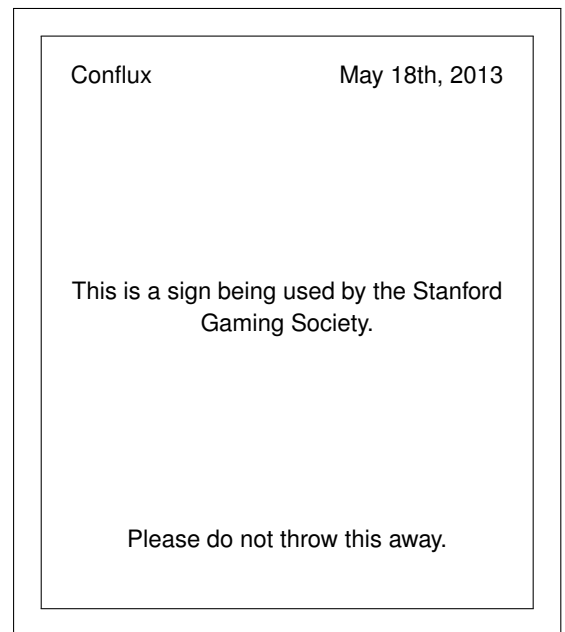 Conflux May 18th, 2013
This is a sign being used by the Stanford
Gaming Society.
Please do not throw this away.